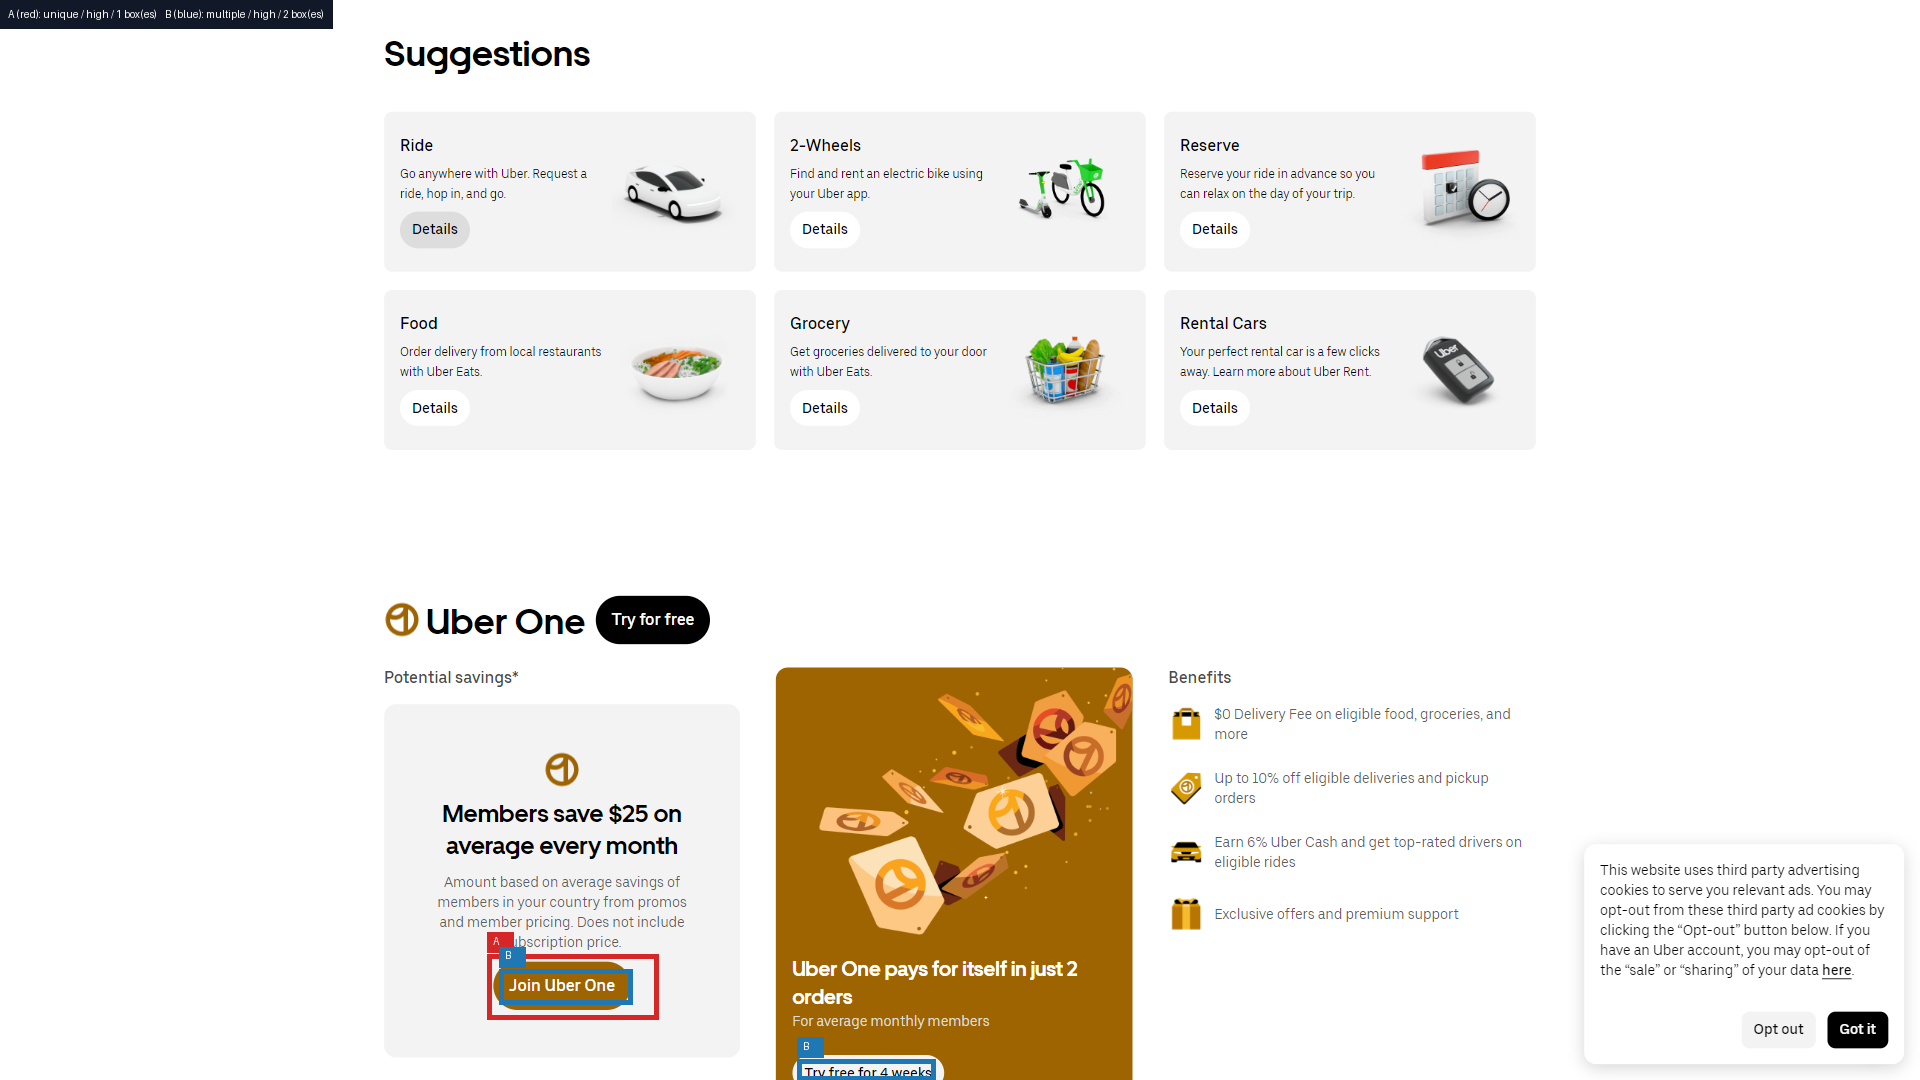 A (red): unique / high / 1 box(es) B (blue): multiple / high / 2 box(es)
Suggestions
Ride
Go anywhere with Uber. Request a
ride, hop in, and go.
Details
2-Wheels
Find and rent an electric bike using
your Uber app.
Details
Reserve
Reserve your ride in advance so you
can relax on the day of your trip.
Details
Food
Order delivery from local restaurants
with Uber Eats.
Details
Grocery
Get groceries delivered to your door
with Uber Eats.
Details
Rental Cars
Your perfect rental car is a few clicks
away. Learn more about Uber Rent.
Details
Uber
Uber One
Try for free
Potential savings*
Members save $25 on
average every month
Amount based on average savings of
members in your country from promos
and member pricing. Does not include
ubscription price.
A
B
Join Uber One
Uber One pays for itself in just 2
orders
For average monthly members
B
Try free for 4 weeks
Benefits
$0 Delivery Fee on eligible food, groceries, and
more
Up to 10% off eligible deliveries and pickup
orders
Earn 6% Uber Cash and get top-rated drivers on
eligible rides
Exclusive offers and premium support
This website uses third party advertising
cookies to serve you relevant ads. You may
opt-out from these third party ad cookies by
clicking the “Opt-out” button below. If you
have an Uber account, you may opt-out of
the “sale” or “sharing” of your data here.
Opt out
Got it